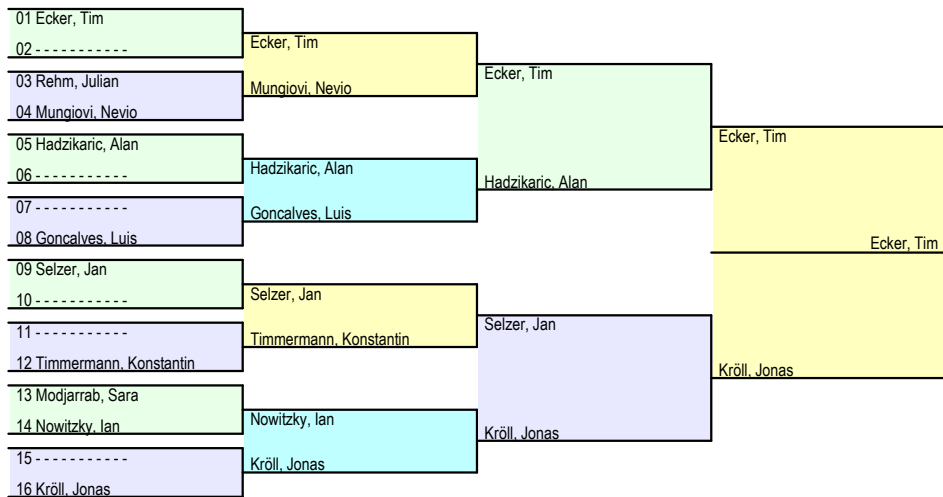 01 Ecker, Tim
02 - - - - - - - - - - -
03 Rehm, Julian
04 Mungiovi, Nevio
05 Hadzikaric, Alan
06 - - - - - - - - - - -
07 - - - - - - - - - - -
08 Goncalves, Luis
09 Selzer, Jan
10 - - - - - - - - - - -
11 - - - - - - - - - - -
12 Timmermann, Konstantin
13 Modjarrab, Sara
14 Nowitzky, Ian
15 - - - - - - - - - - -
16 Kröll, Jonas
Ecker, Tim
Mungiovi, Nevio
Hadzikaric, Alan
Goncalves, Luis
Selzer, Jan
Timmermann, Konstantin
Nowitzky, Ian
Kröll, Jonas
Ecker, Tim
Hadzikaric, Alan
Selzer, Jan
Kröll, Jonas
Ecker, Tim
Kröll, Jonas
Ecker, Tim